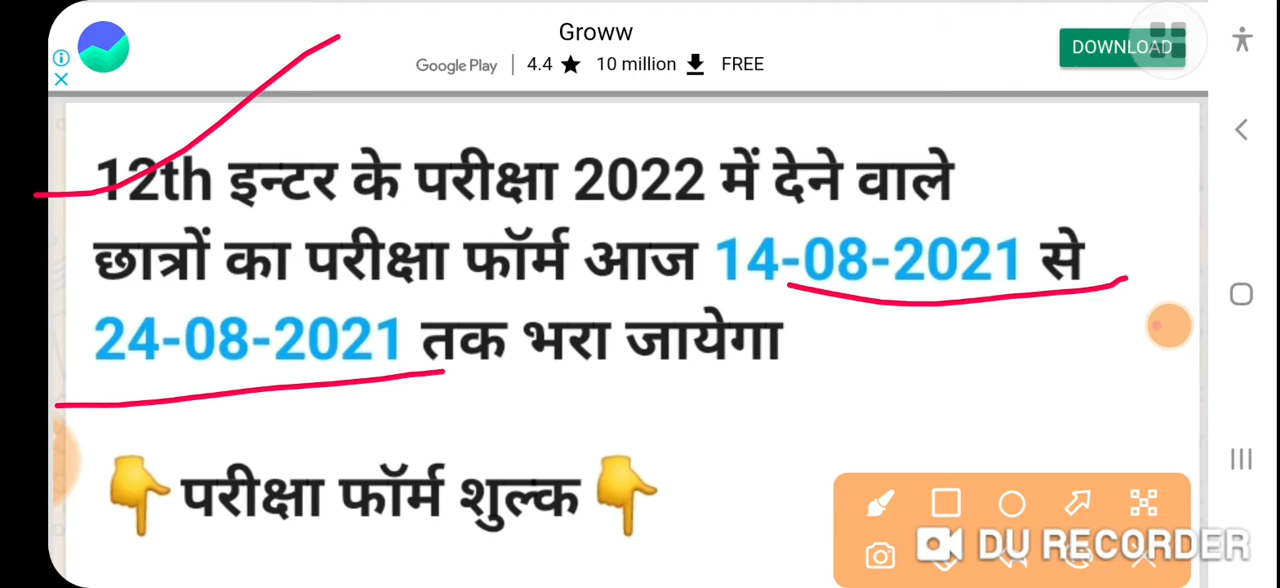 Groww
Google Play | 4.4 ★ 10 million FREE
DOWNLOAD
12th इन्टर के परीक्षा 2022 में देने वाले
छात्रों का परीक्षा फॉर्म आज 14-08-2021 से
24-08-2021 तक भरा जायेगा
👇 परीक्षा फॉर्म शुल्क 👇
DU RECORDER